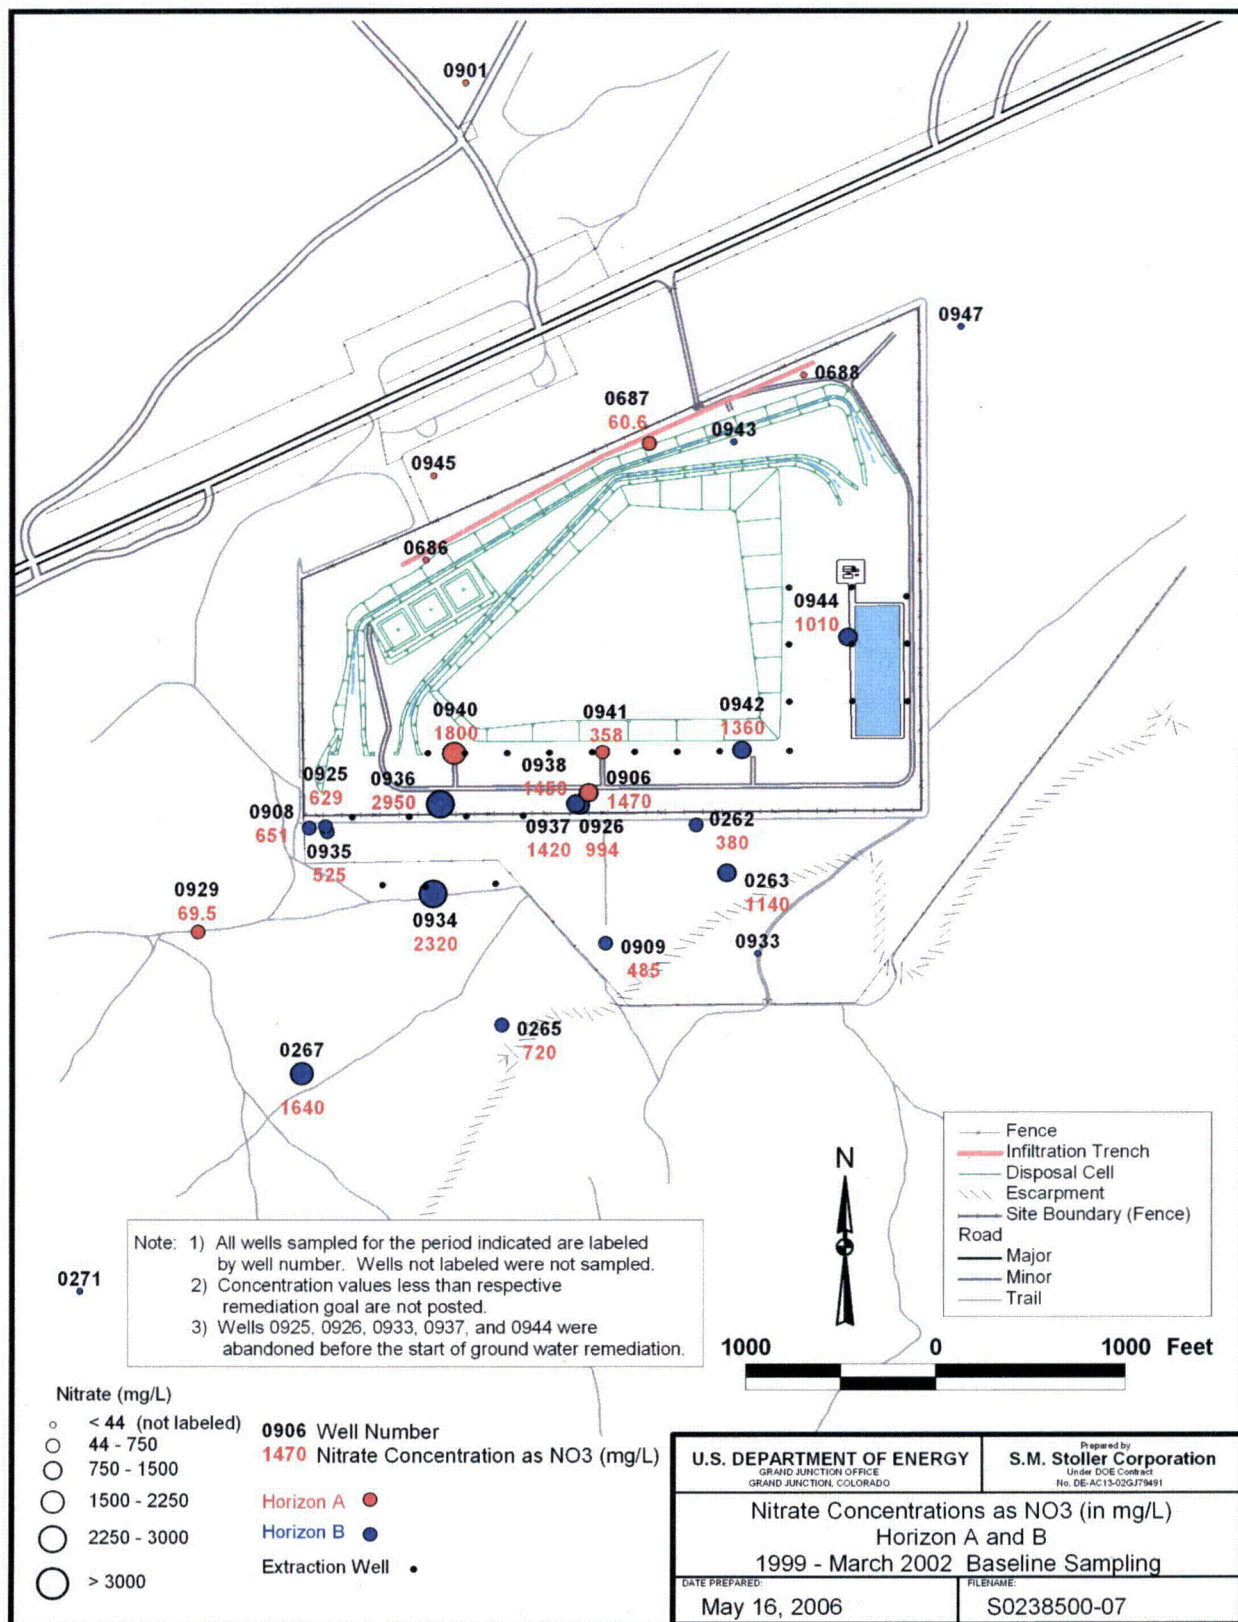 0901
0947
0688
0687
60.6
0943
0945
0686
0944
1010
0940
1800
0941
358
0942
1360
0938
1450
0925
629
0936
2950
0906
1470
0908
651
0937
1420
0926
994
0262
380
0935
525
0263
1140
0929
69.5
0934
2320
0909
485
0933
0265
720
0267
1640
0271
Fence
Infiltration Trench
Disposal Cell
Escarpment
Site Boundary (Fence)
Road
Major
Minor
Trail
N
1000 0 1000 Feet
Note: 1) All wells sampled for the period indicated are labeled
by well number. Wells not labeled were not sampled.
2) Concentration values less than respective
remediation goal are not posted.
3) Wells 0925, 0926, 0933, 0937, and 0944 were
abandoned before the start of ground water remediation.
Nitrate (mg/L)
< 44 (not labeled)
44 - 750
750 - 1500
1500 - 2250
2250 - 3000
> 3000
0906 Well Number
1470 Nitrate Concentration as NO3 (mg/L)
Horizon A
Horizon B
Extraction Well
U.S. DEPARTMENT OF ENERGY
GRAND JUNCTION OFFICE
GRAND JUNCTION, COLORADO
Prepared by
S.M. Stoller Corporation
Under DOE Contract
No. DE-AC13-02GJ79491
Nitrate Concentrations as NO3 (in mg/L)
Horizon A and B
1999 - March 2002 Baseline Sampling
DATE PREPARED:
May 16, 2006
FILENAME:
S0238500-07